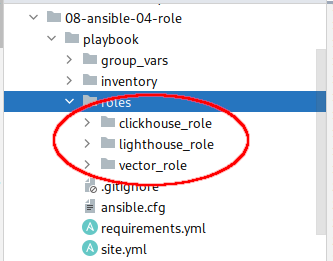 08-ansible-04-role
playbook
group_vars
inventory
roles
clickhouse_role
lighthouse_role
vector_role
.gitignore
ansible.cfg
requirements.yml
site.yml